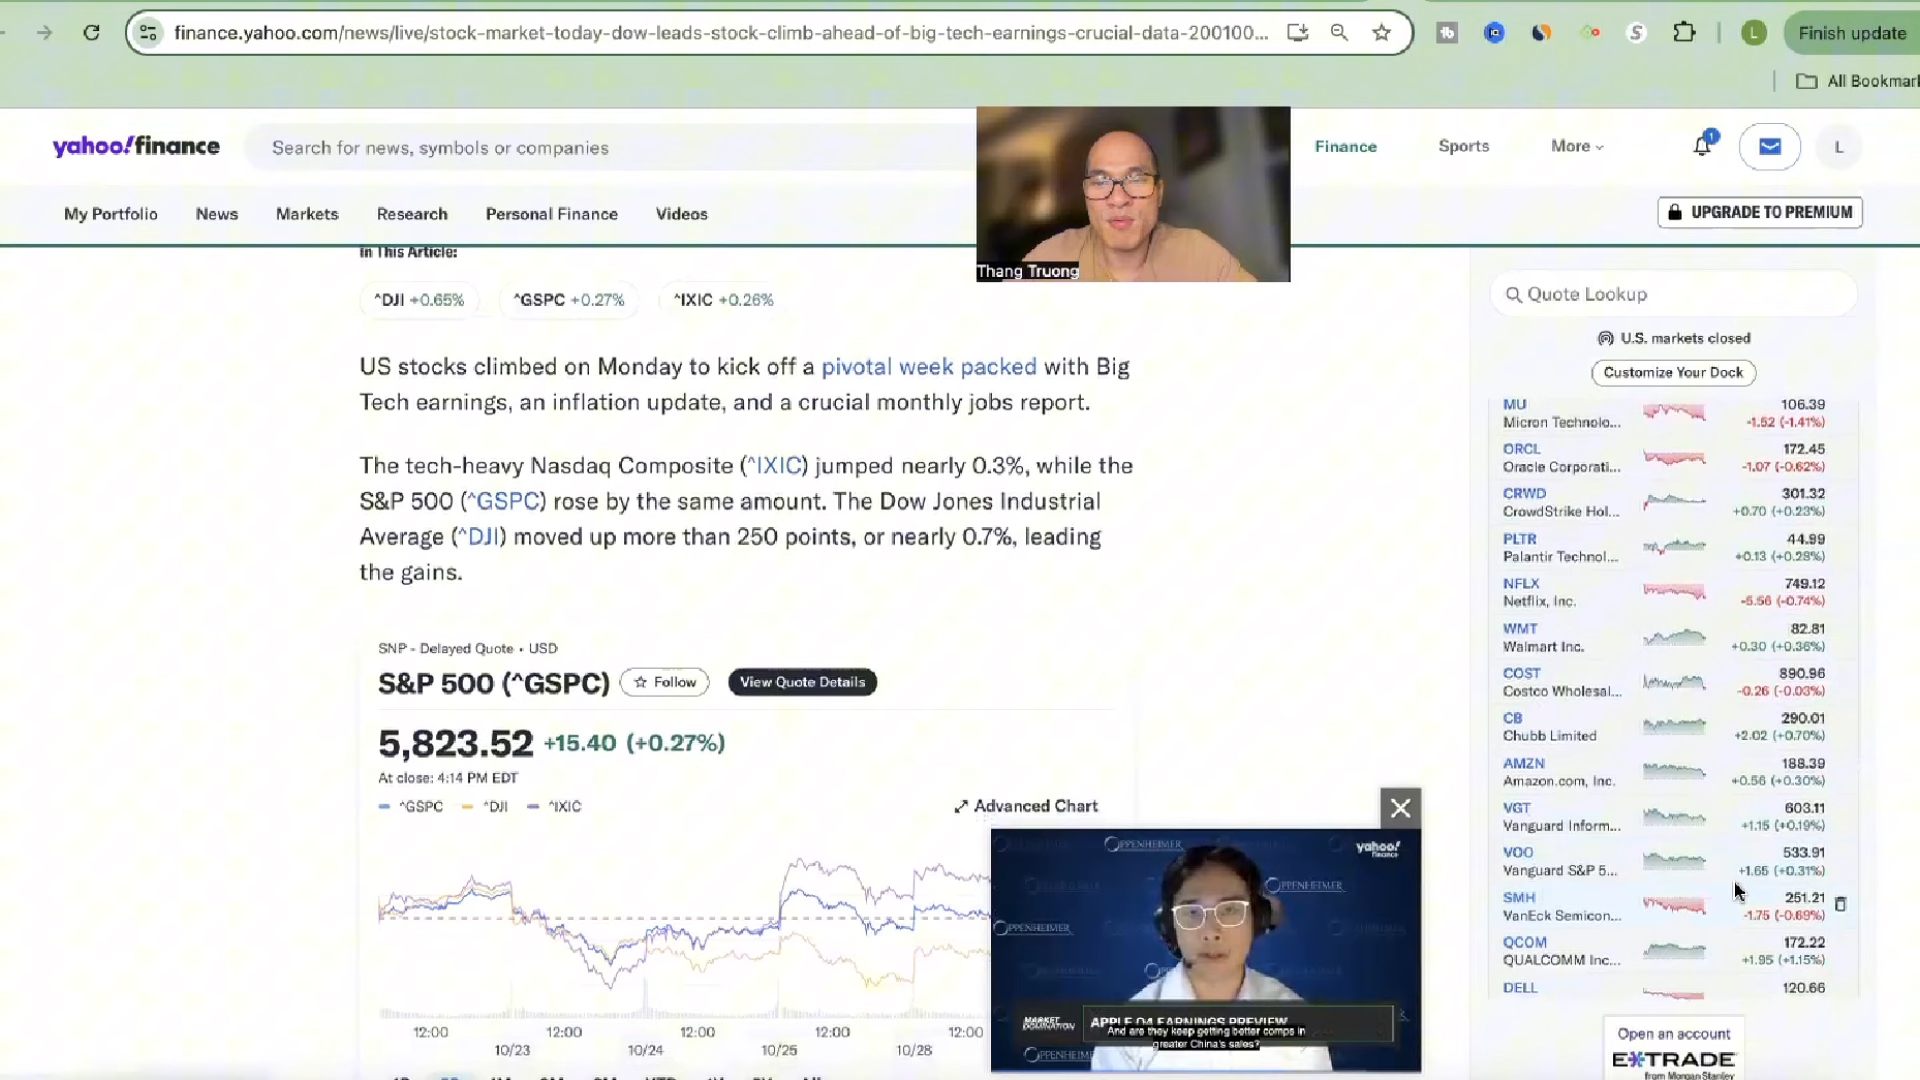 finance.yahoo.com/news/live/stock-market-today-dow-leads-stock-climb-ahead-of-big-tech-earnings-crucial-data-200100...
L
Finish update
All Bookmark
yahoo!finance
Search for news, symbols or companies
Finance
Sports
More
1
L
My Portfolio
News
Markets
Research
Personal Finance
Videos
UPGRADE TO PREMIUM
Thang Truong
In This Article:
^DJI +0.65%
^GSPC +0.27%
^IXIC +0.26%
US stocks climbed on Monday to kick off a pivotal week packed with Big
Tech earnings, an inflation update, and a crucial monthly jobs report.
The tech-heavy Nasdaq Composite (^IXIC) jumped nearly 0.3%, while the
S&P 500 (^GSPC) rose by the same amount. The Dow Jones Industrial
Average (^DJI) moved up more than 250 points, or nearly 0.7%, leading
the gains.
SNP - Delayed Quote • USD
S&P 500 (^GSPC)
Follow
View Quote Details
5,823.52 +15.40 (+0.27%)
At close: 4:14 PM EDT
^GSPC
^DJI
^IXIC
Advanced Chart
12:00
12:00
12:00
12:00
12:00
10/23
10/24
10/25
10/28
OPPENHEIMER
yahoo!
finance
OPPENHEIMER
OPPENHEIMER
MARKET
DOMINATION
APPLE Q4 EARNINGS PREVIEW
And are they keep getting better comps in
greater China's sales?
OPPENHEIMER
Quote Lookup
U.S. markets closed
Customize Your Dock
MU 106.39
Micron Technolo... -1.52 (-1.41%)
ORCL 172.45
Oracle Corporati... -1.07 (-0.62%)
CRWD 301.32
CrowdStrike Hol... +0.70 (+0.23%)
PLTR 44.99
Palantir Technol... +0.13 (+0.28%)
NFLX 749.12
Netflix, Inc. -5.56 (-0.74%)
WMT 82.81
Walmart Inc. +0.30 (+0.36%)
COST 890.96
Costco Wholesal... -0.26 (-0.03%)
CB 290.01
Chubb Limited +2.02 (+0.70%)
AMZN 188.39
Amazon.com, Inc. +0.56 (+0.30%)
VGT 603.11
Vanguard Inform... +1.15 (+0.19%)
VOO 533.91
Vanguard S&P 5... +1.65 (+0.31%)
SMH 251.21
VanEck Semicon... -1.75 (-0.69%)
QCOM 172.22
QUALCOMM Inc... +1.95 (+1.15%)
DELL 120.66
Open an account
E*TRADE
from Morgan Stanley